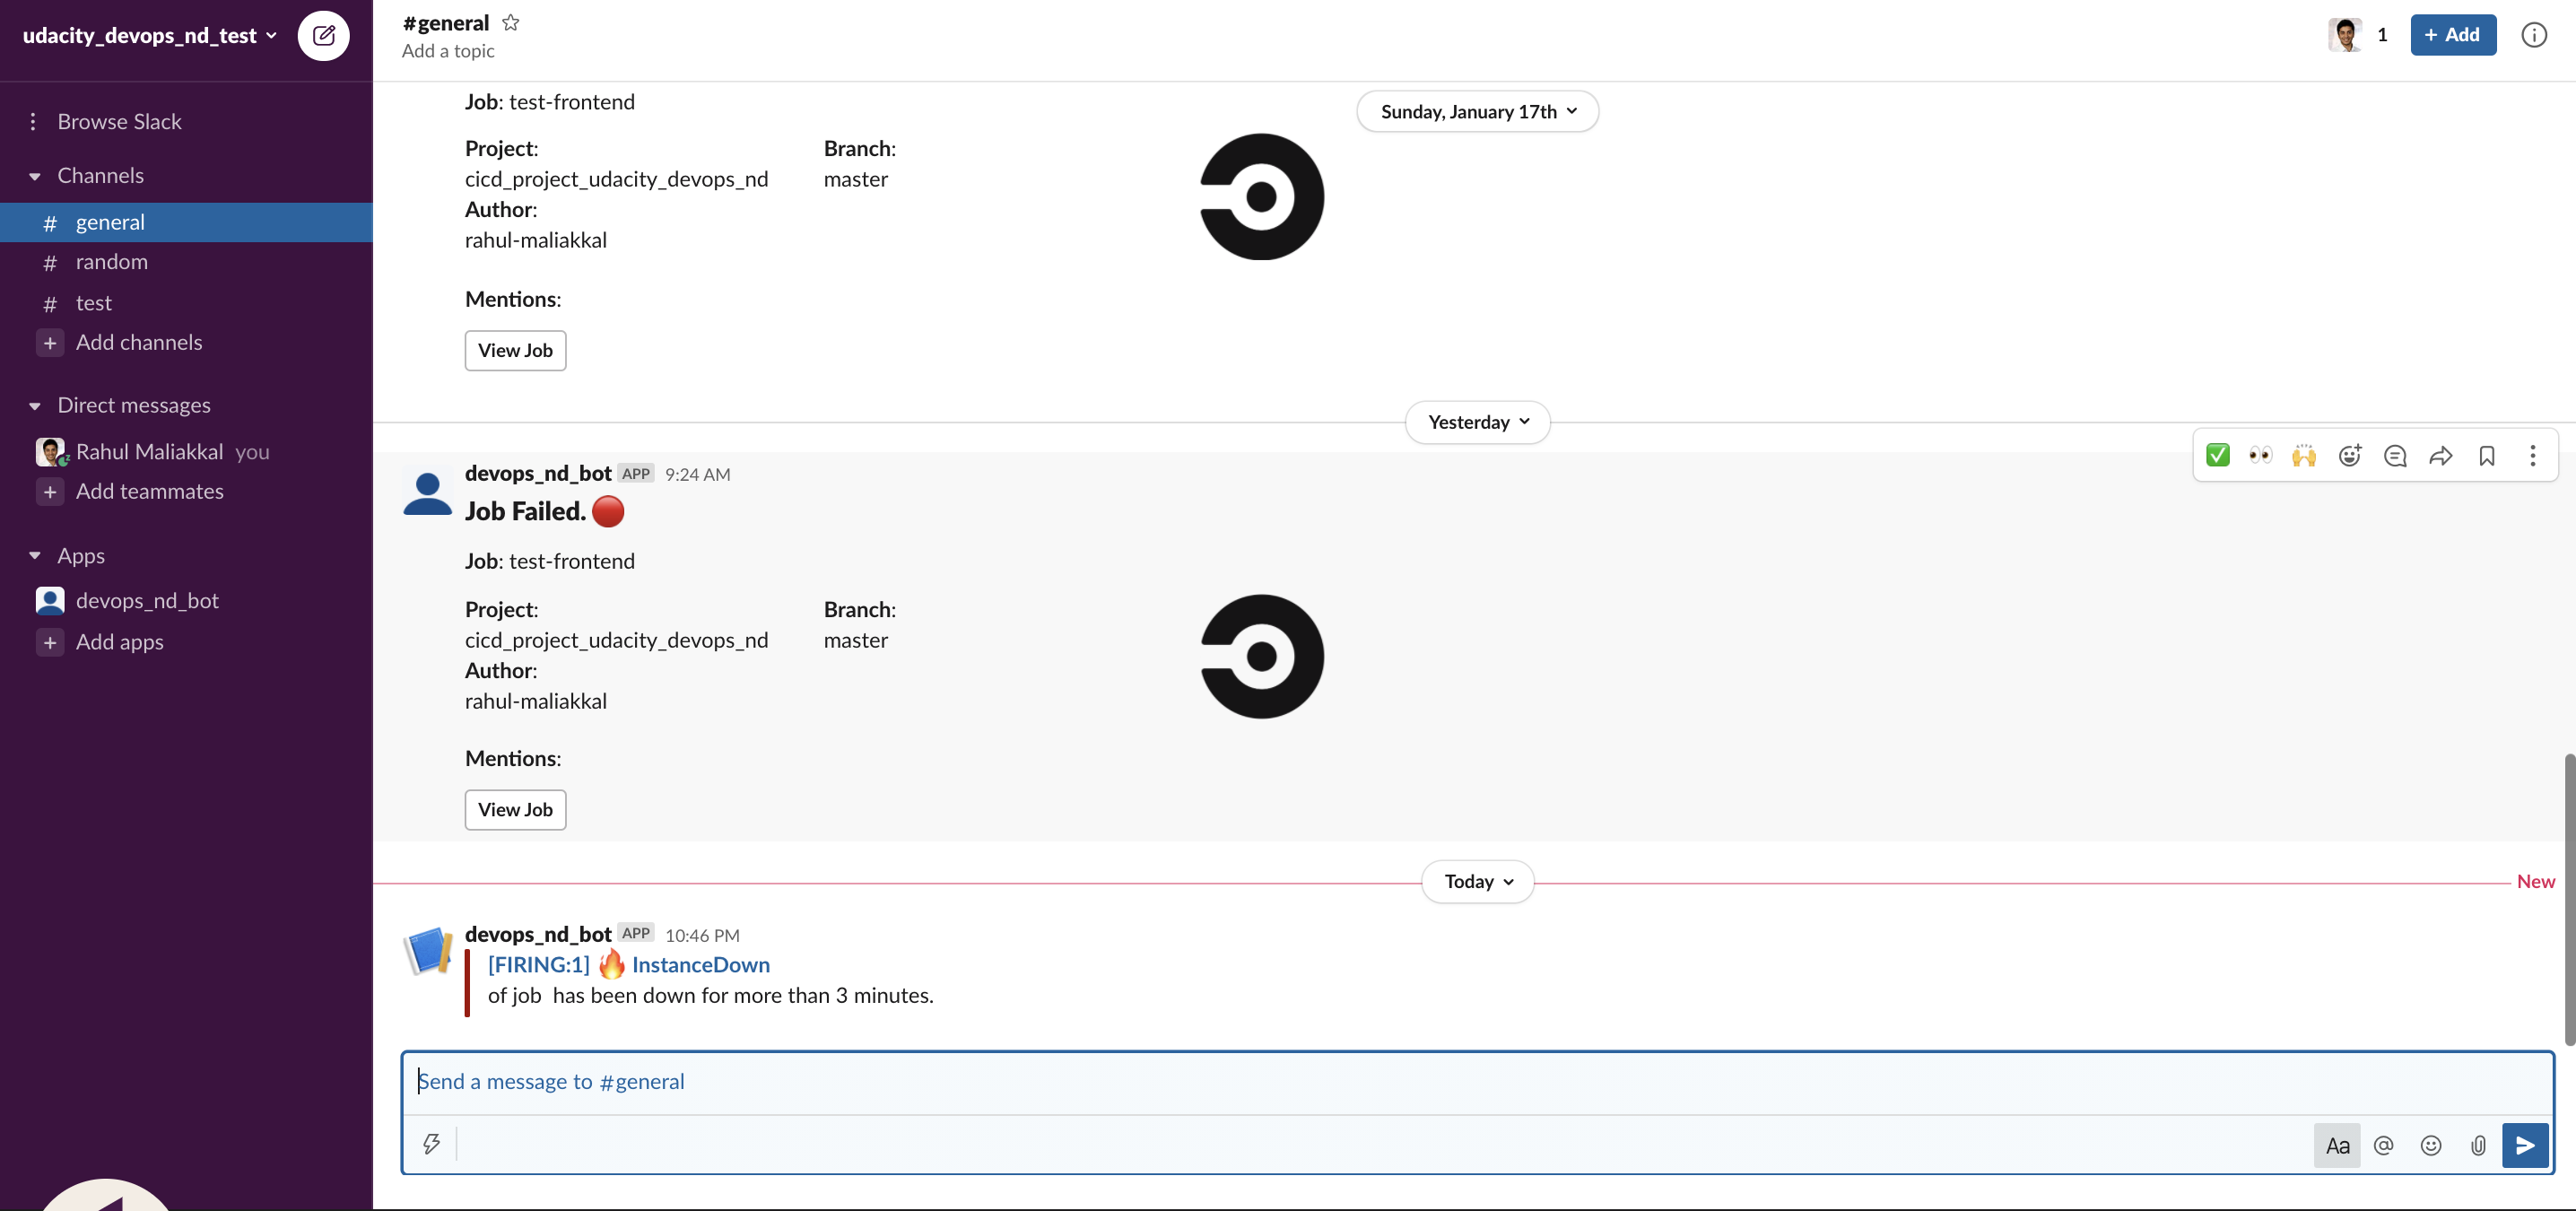 udacity_devops_nd_test
Browse Slack
Channels
# general
# random
# test
+ Add channels
Direct messages
Rahul Maliakkal you
+ Add teammates
Apps
devops_nd_bot
+ Add apps
#general
Add a topic
1
+ Add
Sunday, January 17th
Job: test-frontend
Project:
cicd_project_udacity_devops_nd
Branch:
master
Author:
rahul-maliakkal
Mentions:
View Job
Yesterday
devops_nd_bot APP 9:24 AM
Job Failed.
Job: test-frontend
Project:
cicd_project_udacity_devops_nd
Branch:
master
Author:
rahul-maliakkal
Mentions:
View Job
Today
New
devops_nd_bot APP 10:46 PM
[FIRING:1] 🔥 InstanceDown
of job  has been down for more than 3 minutes.
Send a message to #general
Aa @